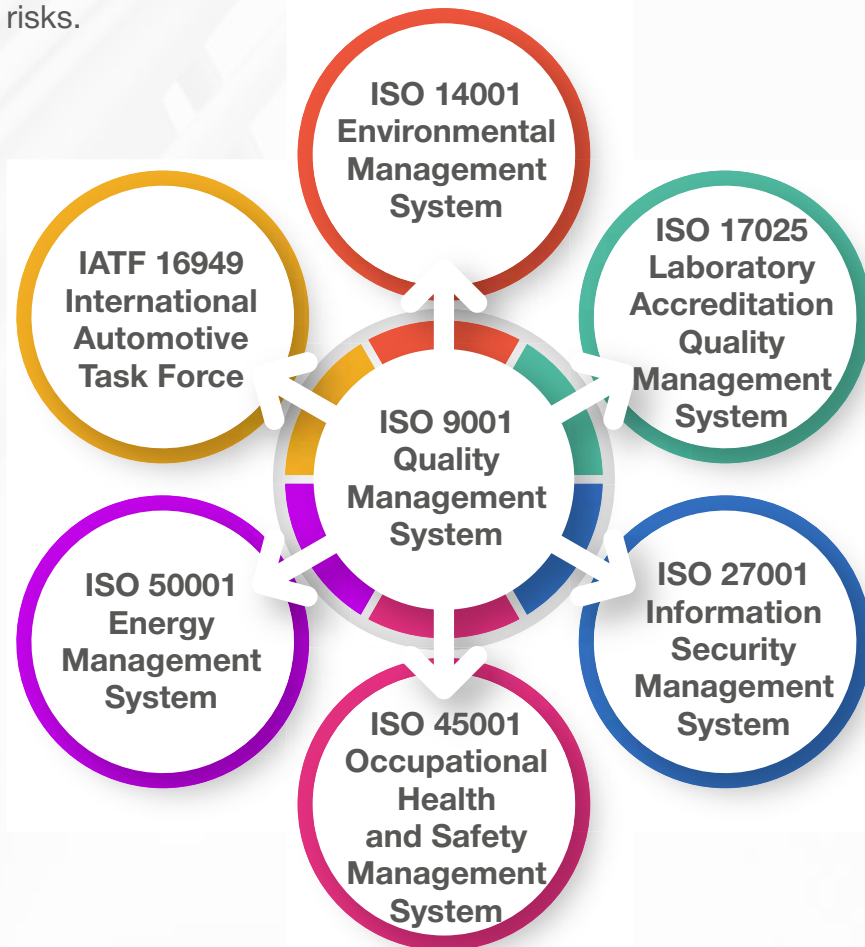 risks.
ISO 14001
Environmental
Management
System
IATF 16949
International
Automotive
Task Force
ISO 17025
Laboratory
Accreditation
Quality
Management
System
ISO 9001
Quality
Management
System
ISO 50001
Energy
Management
System
ISO 27001
Information
Security
Management
System
ISO 45001
Occupational
Health
and Safety
Management
System